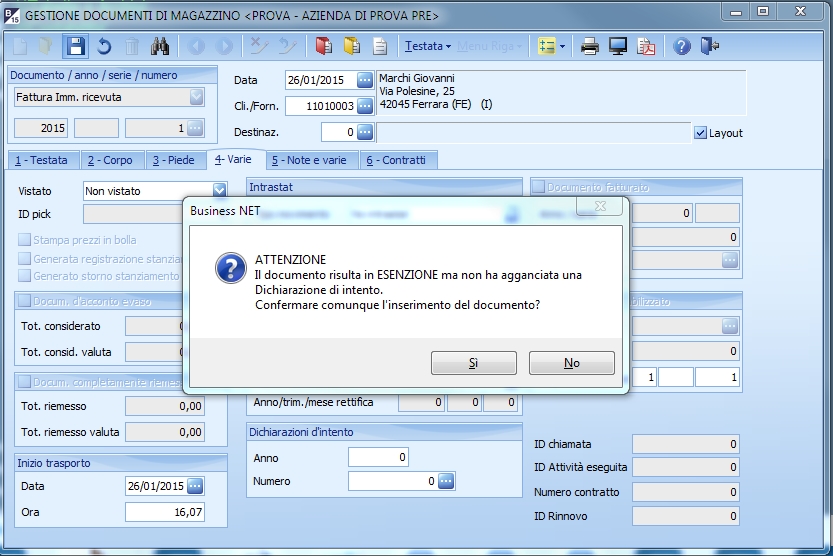 GESTIONE DOCUMENTI DI MAGAZZINO <PROVA - AZIENDA DI PROVA PRE>
Testata Menu Riga
Documento / anno / serie / numero
Fattura Imm. ricevuta
2015 1
Data 26/01/2015
Cli./Forn. 11010003
Destinaz. 0
Marchi Giovanni
Via Polesine, 25
42045 Ferrara (FE) (I)
Layout
1 - Testata 2 - Corpo 3 - Piede 4- Varie 5 - Note e varie 6 - Contratti
Vistato Non vistato
ID pick
Stampa prezzi in bolla
Generata registrazione stanziam
Generato storno stanziamento
Docum. d'acconto evaso
Tot. considerato
Tot. consid. valuta
Docum. completamente riemess
Tot. riemesso 0,00
Tot. riemesso valuta 0,00
Inizio trasporto
Data 26/01/2015
Ora 16,07
Intrastat
Business NET
ATTENZIONE
Il documento risulta in ESENZIONE ma non ha agganciata una
Dichiarazione di intento.
Confermare comunque l'inserimento del documento?
Sì No
Anno/trim./mese rettifica 0 0 0
Dichiarazioni d'intento
Anno 0
Numero 0
Documento fatturato
0
0
0
1 1
ID chiamata 0
ID Attività eseguita 0
Numero contratto 0
ID Rinnovo 0